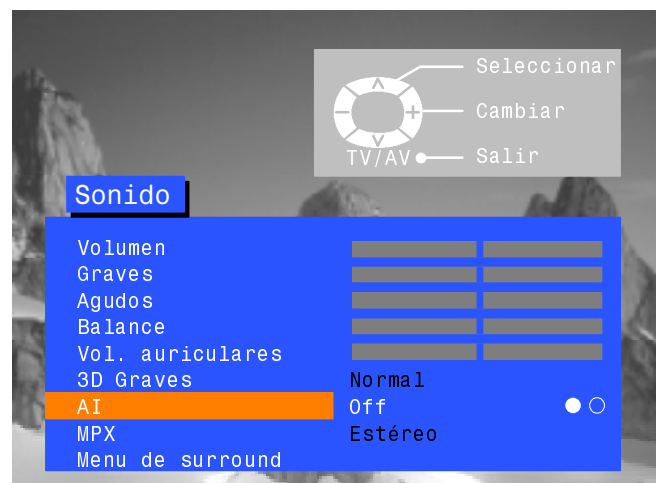 Seleccionar
Cambiar
TV/AV Salir
Sonido
Volumen
Graves
Agudos
Balance
Vol. auriculares
3D Graves Normal
AI Off
MPX Estéreo
Menu de surround